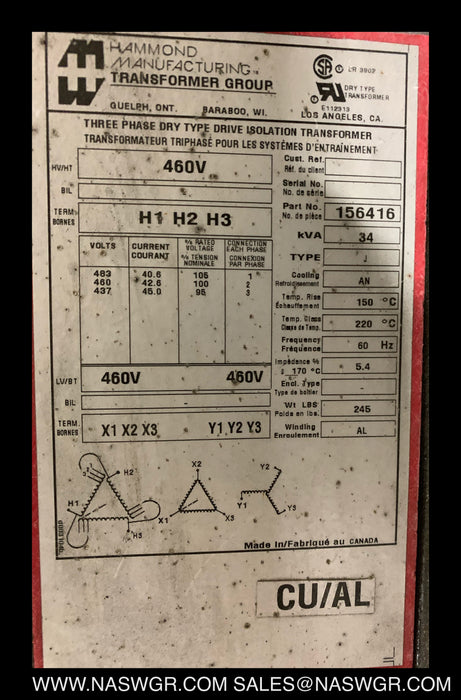 HAMMOND
MANUFACTURING™
TRANSFORMER GROUP
GUELPH, ONT. BARABOO, WI. LOS ANGELES, CA.
LR 3902
DRY TYPE
TRANSFORMER
E112313
THREE PHASE DRY TYPE DRIVE ISOLATION TRANSFORMER
TRANSFORMATEUR TRIPHASÉ POUR LES SYSTÈMES D'ENTRAÎNEMENT
HV/HT 460V
BIL -
TERM.
BORNES H1 H2 H3
VOLTS CURRENT
COURANT % RATED
VOLTAGE
% TENSION
NOMINALE CONNECTION
EACH PHASE
CONNEXION
PAR PHASE
483 40.6 105 1
460 42.6 100 2
437 45.0 95 3
LV/BT 460V 460V
BIL -
TERM.
BORNES X1 X2 X3 Y1 Y2 Y3
Cust. Ref.
Réf. du client
Serial No.
No. de série
Part No.
No. de pièce 156416
kVA 34
TYPE J
Cooling
Refroidissement AN
Temp. Rise
Échauffement 150 °C
Temp. Class
Classe de Temp. 220 °C
Frequency
Fréquence 60 Hz
Impedance %
à 170 °C 5.4
Encl. Type
Type de boîtier -
Wt LBS
Poids en lbs. 245
Winding
Enroulement AL
H1 H2 H3
X1 X2 X3
Y1 Y2 Y3
Made in/Fabriqué au CANADA
CU/AL
WWW.NASWGR.COM SALES@NASWGR.COM